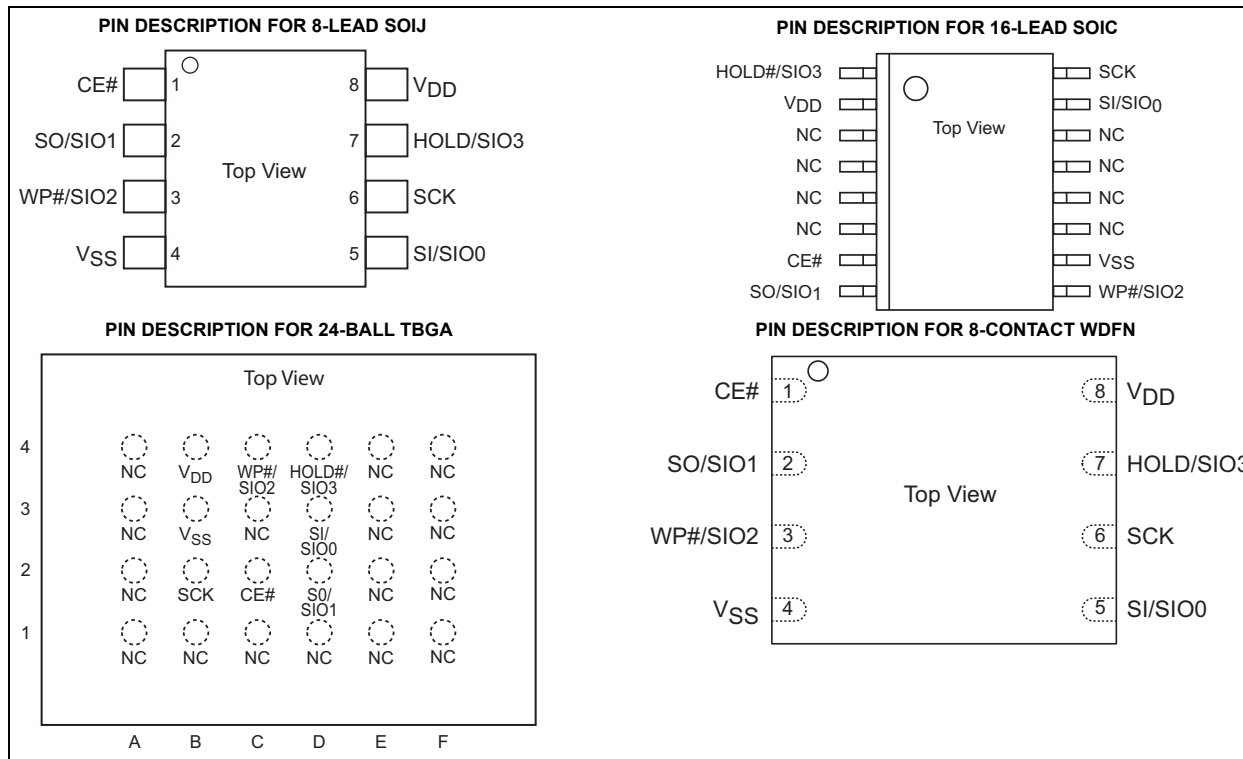 PIN DESCRIPTION FOR 8-LEAD SOIJ
CE# 1 8 VDD
SO/SIO1 2 7 HOLD/SIO3
Top View
WP#/SIO2 3 6 SCK
VSS 4 5 SI/SIO0
PIN DESCRIPTION FOR 16-LEAD SOIC
HOLD#/SIO3 SCK
VDD SI/SIO0
Top View
NC NC
NC NC
NC NC
NC NC
CE# VSS
SO/SIO1 WP#/SIO2
PIN DESCRIPTION FOR 24-BALL TBGA
Top View
4
NC VDD WP#/ HOLD#/ NC NC
SIO2 SIO3
3
NC VSS NC SI/ NC NC
SIO0
2
NC SCK CE# S0/ NC NC
SIO1
1
NC NC NC NC NC NC
A B C D E F
PIN DESCRIPTION FOR 8-CONTACT WDFN
CE# 1 8 VDD
SO/SIO1 2 7 HOLD/SIO3
Top View
WP#/SIO2 3 6 SCK
VSS 4 5 SI/SIO0